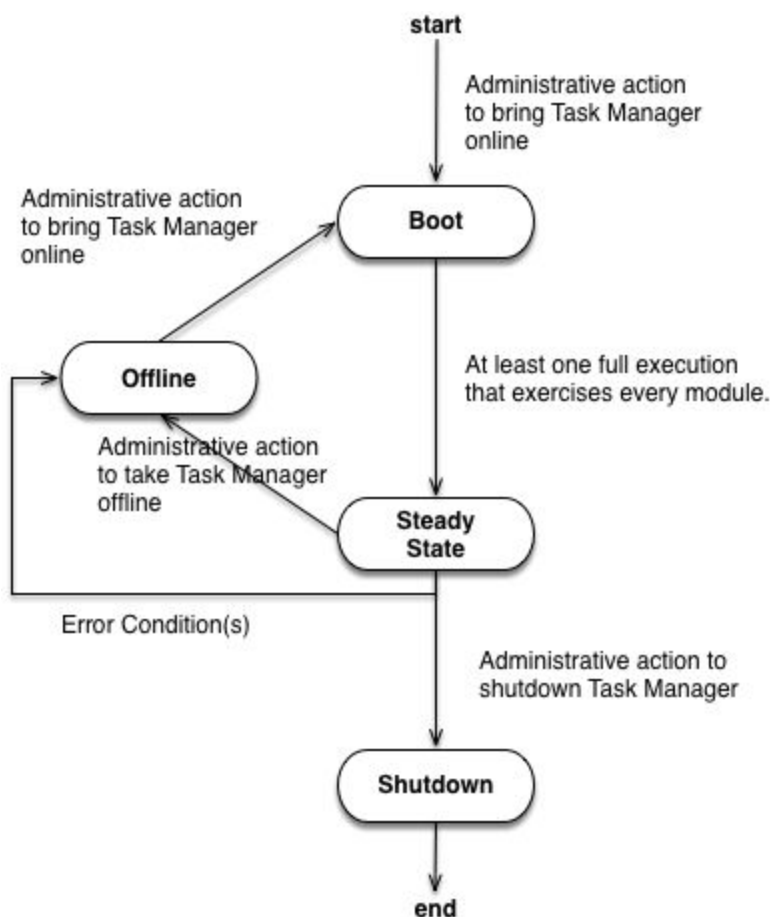 start
Administrative action
to bring Task Manager
online
Administrative action
to bring Task Manager
online
Boot
Offline
At least one full execution
that exercises every module.
Administrative action
to take Task Manager
offline
Steady
State
Error Condition(s)
Administrative action to
shutdown Task Manager
Shutdown
end